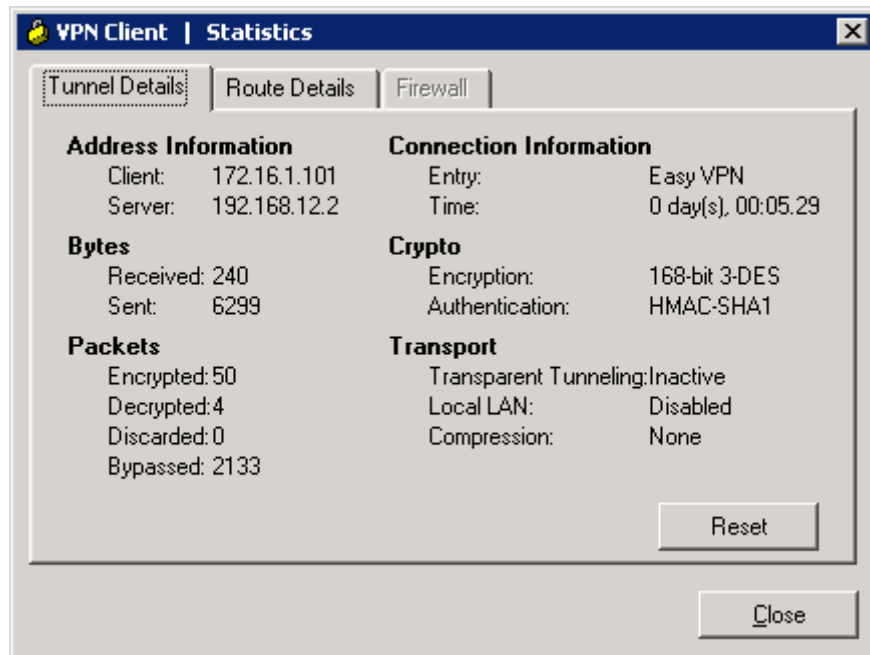 VPN Client | Statistics
Tunnel Details Route Details Firewall
Address Information
Client: 172.16.1.101
Server: 192.168.12.2
Connection Information
Entry: Easy VPN
Time: 0 day(s), 00:05.29
Bytes
Received: 240
Sent: 6299
Crypto
Encryption: 168-bit 3-DES
Authentication: HMAC-SHA1
Packets
Encrypted: 50
Decrypted: 4
Discarded: 0
Bypassed: 2133
Transport
Transparent Tunneling: Inactive
Local LAN: Disabled
Compression: None
Reset
Close